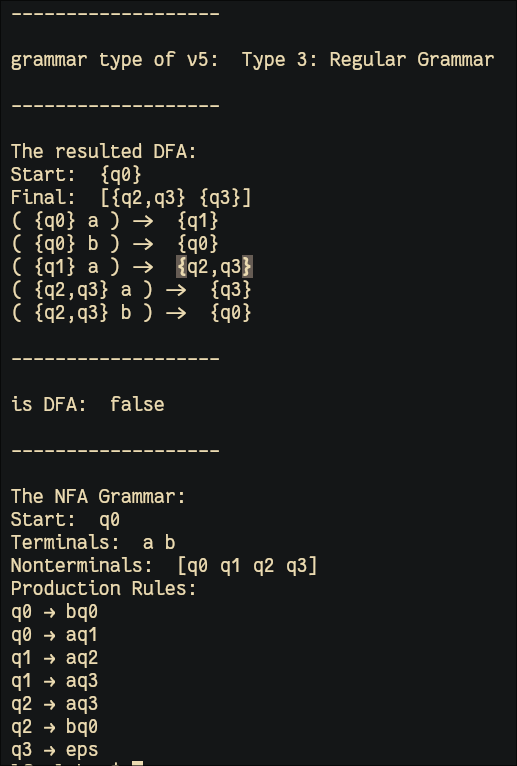 -------------------
grammar type of v5:  Type 3: Regular Grammar
-------------------
The resulted DFA:
Start:  {q0}
Final:  [{q2,q3} {q3}]
( {q0} a ) ->  {q1}
( {q0} b ) ->  {q0}
( {q1} a ) ->  {q2,q3}
( {q2,q3} a ) ->  {q3}
( {q2,q3} b ) ->  {q0}
-------------------
is DFA:  false
-------------------
The NFA Grammar:
Start:  q0
Terminals:  a b
Nonterminals:  [q0 q1 q2 q3]
Production Rules:
q0 → bq0
q0 → aq1
q1 → aq2
q1 → aq3
q2 → aq3
q2 → bq0
q3 → eps